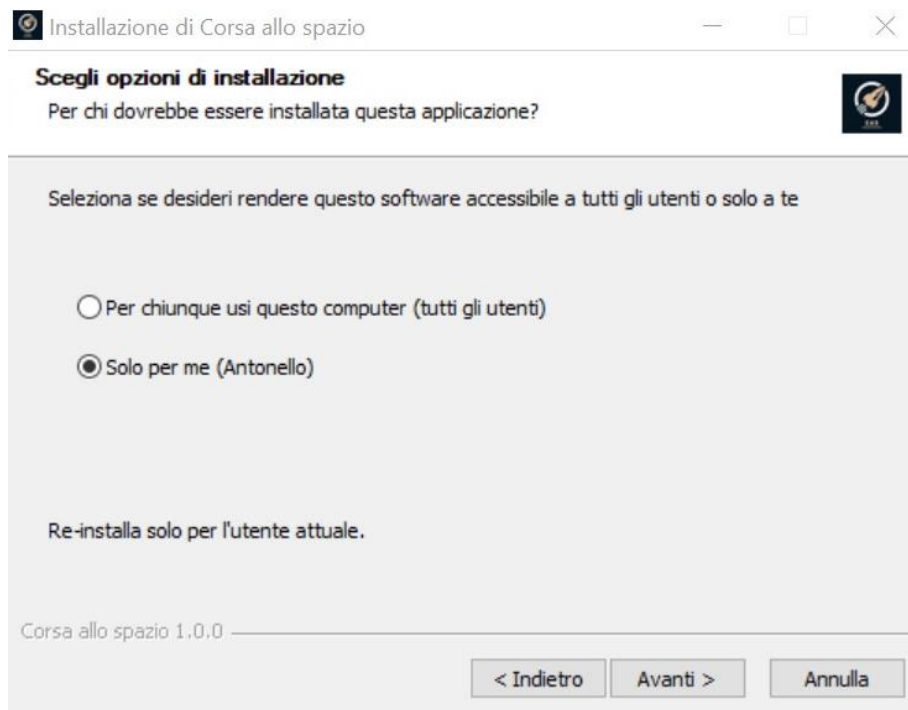 Installazione di Corsa allo spazio
Scegli opzioni di installazione
Per chi dovrebbe essere installata questa applicazione?
Seleziona se desideri rendere questo software accessibile a tutti gli utenti o solo a te
Per chiunque usi questo computer (tutti gli utenti)
Solo per me (Antonello)
Re-installa solo per l'utente attuale.
Corsa allo spazio 1.0.0
< Indietro
Avanti >
Annulla